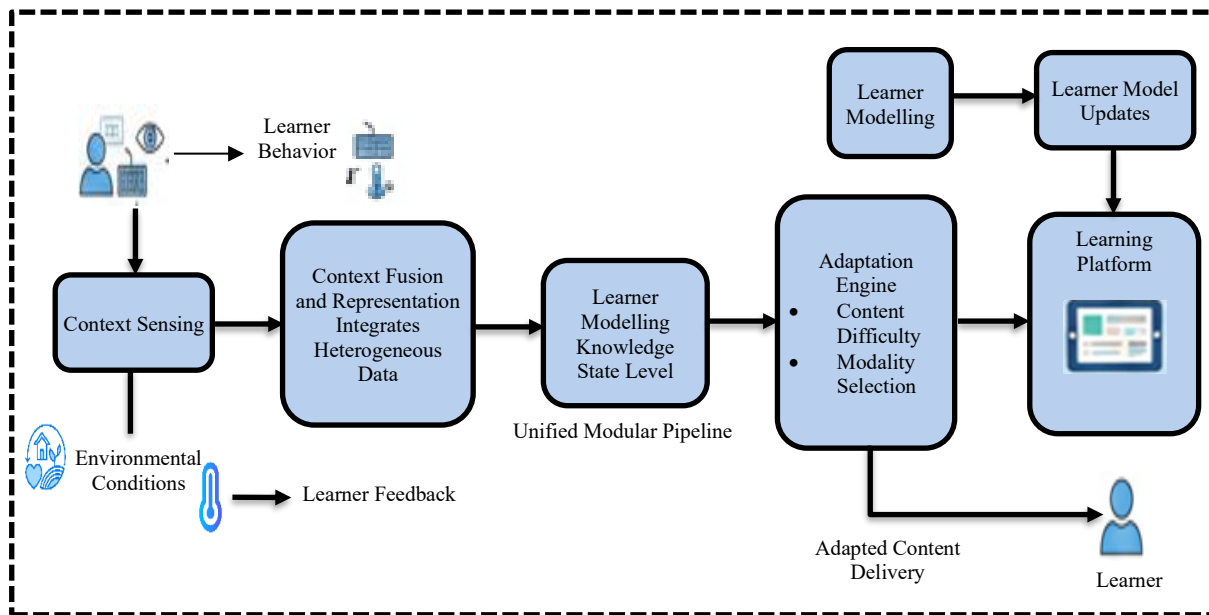 Learner
Modelling
Learner Model
Updates
Learner
Behavior
Context Sensing
Context Fusion
and Representation
Integrates
Heterogeneous
Data
Learner
Modelling
Knowledge
State Level
Adaptation
Engine
• Content
Difficulty
• Modality
Selection
Learning
Platform
Unified Modular Pipeline
Environmental
Conditions
Learner Feedback
Adapted Content
Delivery
Learner